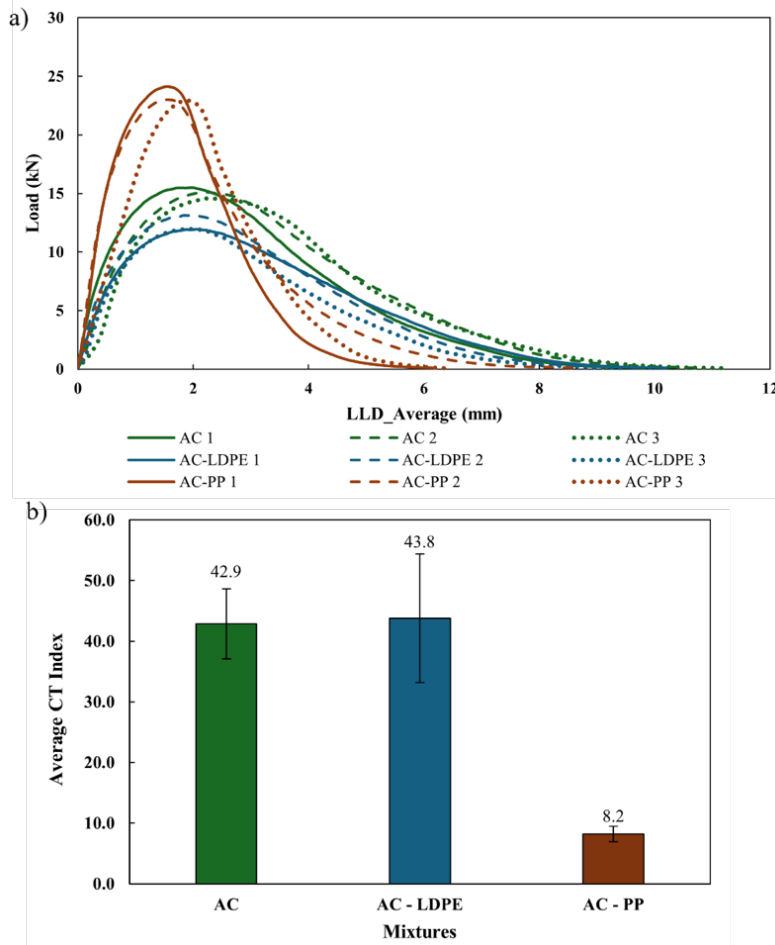 a)
30
25
20
15
10
5
0
Load (kN)
0 2 4 6 8 10 12
LLD_Average (mm)
AC 1 AC 2 AC 3
AC-LDPE 1 AC-LDPE 2 AC-LDPE 3
AC-PP 1 AC-PP 2 AC-PP 3
b)
60.0
50.0
40.0
30.0
20.0
10.0
0.0
Average CT Index
42.9
43.8
8.2
AC AC - LDPE AC - PP
Mixtures